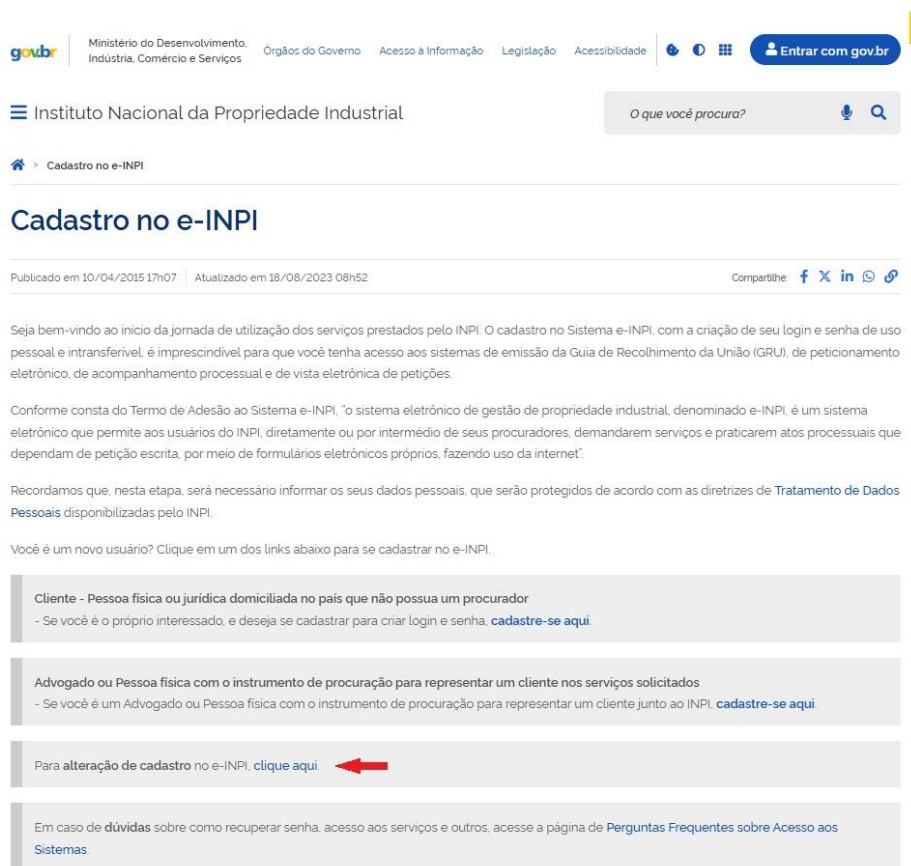 gov.br
Ministério do Desenvolvimento,
Indústria, Comércio e Serviços
Órgãos do Governo
Acesso à Informação
Legislação
Acessibilidade
Entrar com gov.br
Instituto Nacional da Propriedade Industrial
O que você procura?
> Cadastro no e-INPI
Cadastro no e-INPI
Publicado em 10/04/2015 17h07
Atualizado em 18/08/2023 08h52
Compartilhe:
Seja bem-vindo ao início da jornada de utilização dos serviços prestados pelo INPI. O cadastro no Sistema e-INPI, com a criação de seu login e senha de uso
pessoal e intransferível, é imprescindível para que você tenha acesso aos sistemas de emissão da Guia de Recolhimento da União (GRU), de peticionamento
eletrônico, de acompanhamento processual e de vista eletrônica de petições.
Conforme consta do Termo de Adesão ao Sistema e-INPI, "o sistema eletrônico de gestão de propriedade industrial, denominado e-INPI, é um sistema
eletrônico que permite aos usuários do INPI, diretamente ou por intermédio de seus procuradores, demandarem serviços e praticarem atos processuais que
dependam de petição escrita, por meio de formulários eletrônicos próprios, fazendo uso da internet".
Recordamos que, nesta etapa, será necessário informar os seus dados pessoais, que serão protegidos de acordo com as diretrizes de Tratamento de Dados
Pessoais disponibilizadas pelo INPI.
Você é um novo usuário? Clique em um dos links abaixo para se cadastrar no e-INPI.
Cliente - Pessoa física ou jurídica domiciliada no país que não possua um procurador
- Se você é o próprio interessado, e deseja se cadastrar para criar login e senha, cadastre-se aqui.
Advogado ou Pessoa física com o instrumento de procuração para representar um cliente nos serviços solicitados
- Se você é um Advogado ou Pessoa física com o instrumento de procuração para representar um cliente junto ao INPI, cadastre-se aqui.
Para alteração de cadastro no e-INPI, clique aqui.
Em caso de dúvidas sobre como recuperar senha, acesso aos serviços e outros, acesse a página de Perguntas Frequentes sobre Acesso aos
Sistemas.